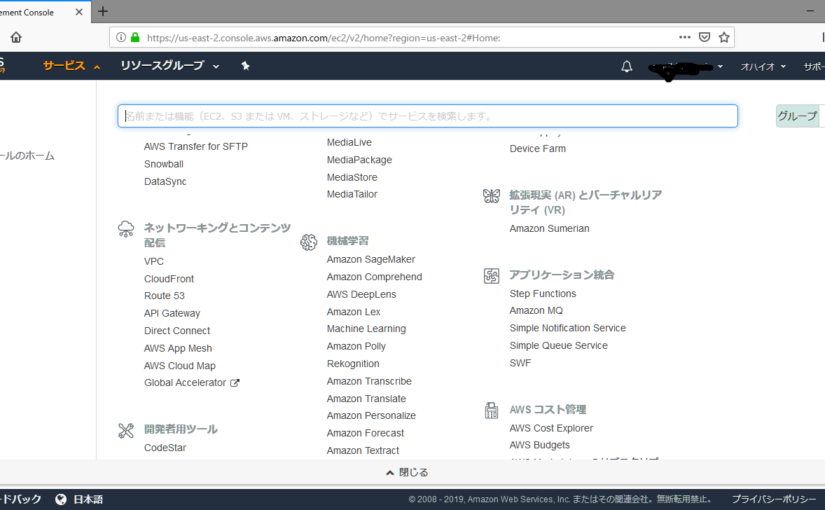 ement Console
https://us-east-2.console.aws.amazon.com/ec2/v2/home?region=us-east-2#Home:
サービス
リソースグループ
オハイオ
サポー
名前または機能（EC2、S3 または VM、ストレージなど）でサービスを検索します。
グループ
ールのホーム
AWS Transfer for SFTP
Snowball
DataSync
ネットワーキングとコンテンツ
配信
VPC
CloudFront
Route 53
API Gateway
Direct Connect
AWS App Mesh
AWS Cloud Map
Global Accelerator
開発者用ツール
CodeStar
MediaLive
MediaPackage
MediaStore
MediaTailor
機械学習
Amazon SageMaker
Amazon Comprehend
AWS DeepLens
Amazon Lex
Machine Learning
Amazon Polly
Rekognition
Amazon Transcribe
Amazon Translate
Amazon Personalize
Amazon Forecast
Amazon Textract
Device Farm
拡張現実 (AR) とバーチャルリア
リティ (VR)
Amazon Sumerian
アプリケーション統合
Step Functions
Amazon MQ
Simple Notification Service
Simple Queue Service
SWF
AWS コスト管理
AWS Cost Explorer
AWS Budgets
閉じる
ードバック
日本語
© 2008 - 2019, Amazon Web Services, Inc. またはその関連会社。無断転用禁止。
プライバシーポリシー